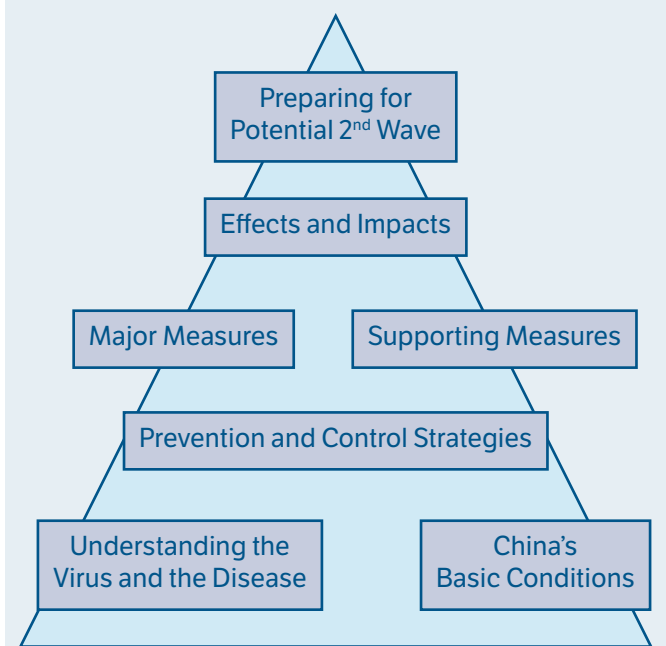 Preparing for
Potential 2nd Wave
Effects and Impacts
Major Measures
Supporting Measures
Prevention and Control Strategies
Understanding the
Virus and the Disease
China's
Basic Conditions